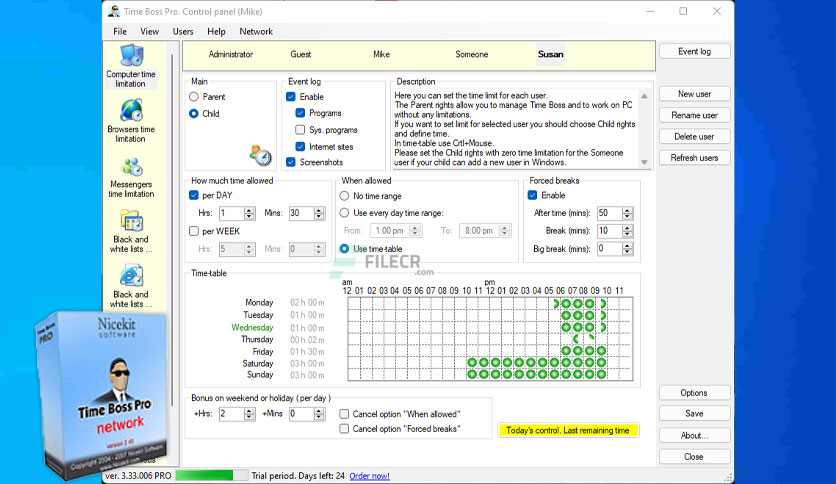 Time Boss Pro. Control panel (Mike)
File View Users Help Network
Administrator Guest Mike Someone Susan
Event log
Computer time
limitation
Browsers time
limitation
Messengers
time limitation
Black and
white lists ...
Black and
white lists ...
Main
Parent
Child
Event log
Enable
Programs
Sys. programs
Internet sites
Screenshots
Description
Here you can set the time limit for each user.
The Parent rights allow you to manage Time Boss and to work on PC
without any limitations.
If you want to set limit for selected user you should choose Child rights
and define time.
In time-table use Crtl+Mouse.
Please set the Child rights with zero time limitation for the Someone
user if your child can add a new user in Windows.
New user
Rename user
Delete user
Refresh users
How much time allowed
per DAY
Hrs: 1 Mins: 30
per WEEK
Hrs: 5 Mins: 0
When allowed
No time range
Use every day time range:
From: 1:00 pm To: 8:00 pm
Use time-table
Forced breaks
Enable
After time (mins): 50
Break (mins): 10
Big break (mins): 0
FILECR
.com
Time-table
am pm
12 01 02 03 04 05 06 07 08 09 10 11 12 01 02 03 04 05 06 07 08 09 10 11
Monday 02 h 00 m
Tuesday 01 h 00 m
Wednesday 01 h 00 m
Thursday 00 h 02 m
Friday 01 h 30 m
Saturday 03 h 00 m
Sunday 03 h 00 m
Bonus on weekend or holiday ( per day )
+Hrs: 2 +Mins 0
Cancel option "When allowed"
Cancel option "Forced breaks"
Today's control. Last remaining time
Options
Save
About...
Close
Time Boss
PRO
Nicekit
software
Time Boss Pro
network
Copyright 2004 - 2007 Nicekit Software
ver. 3.33.006 PRO Trial period. Days left: 24 Order now!